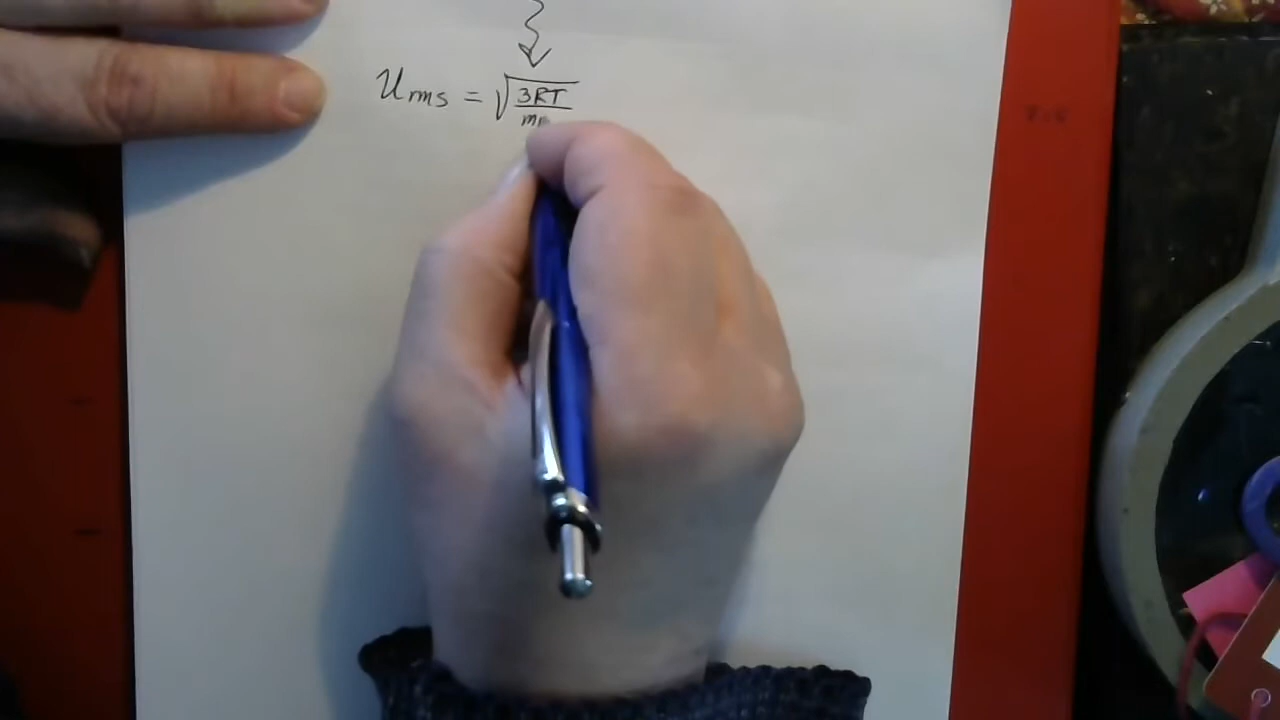 Urms = √(3RT/m